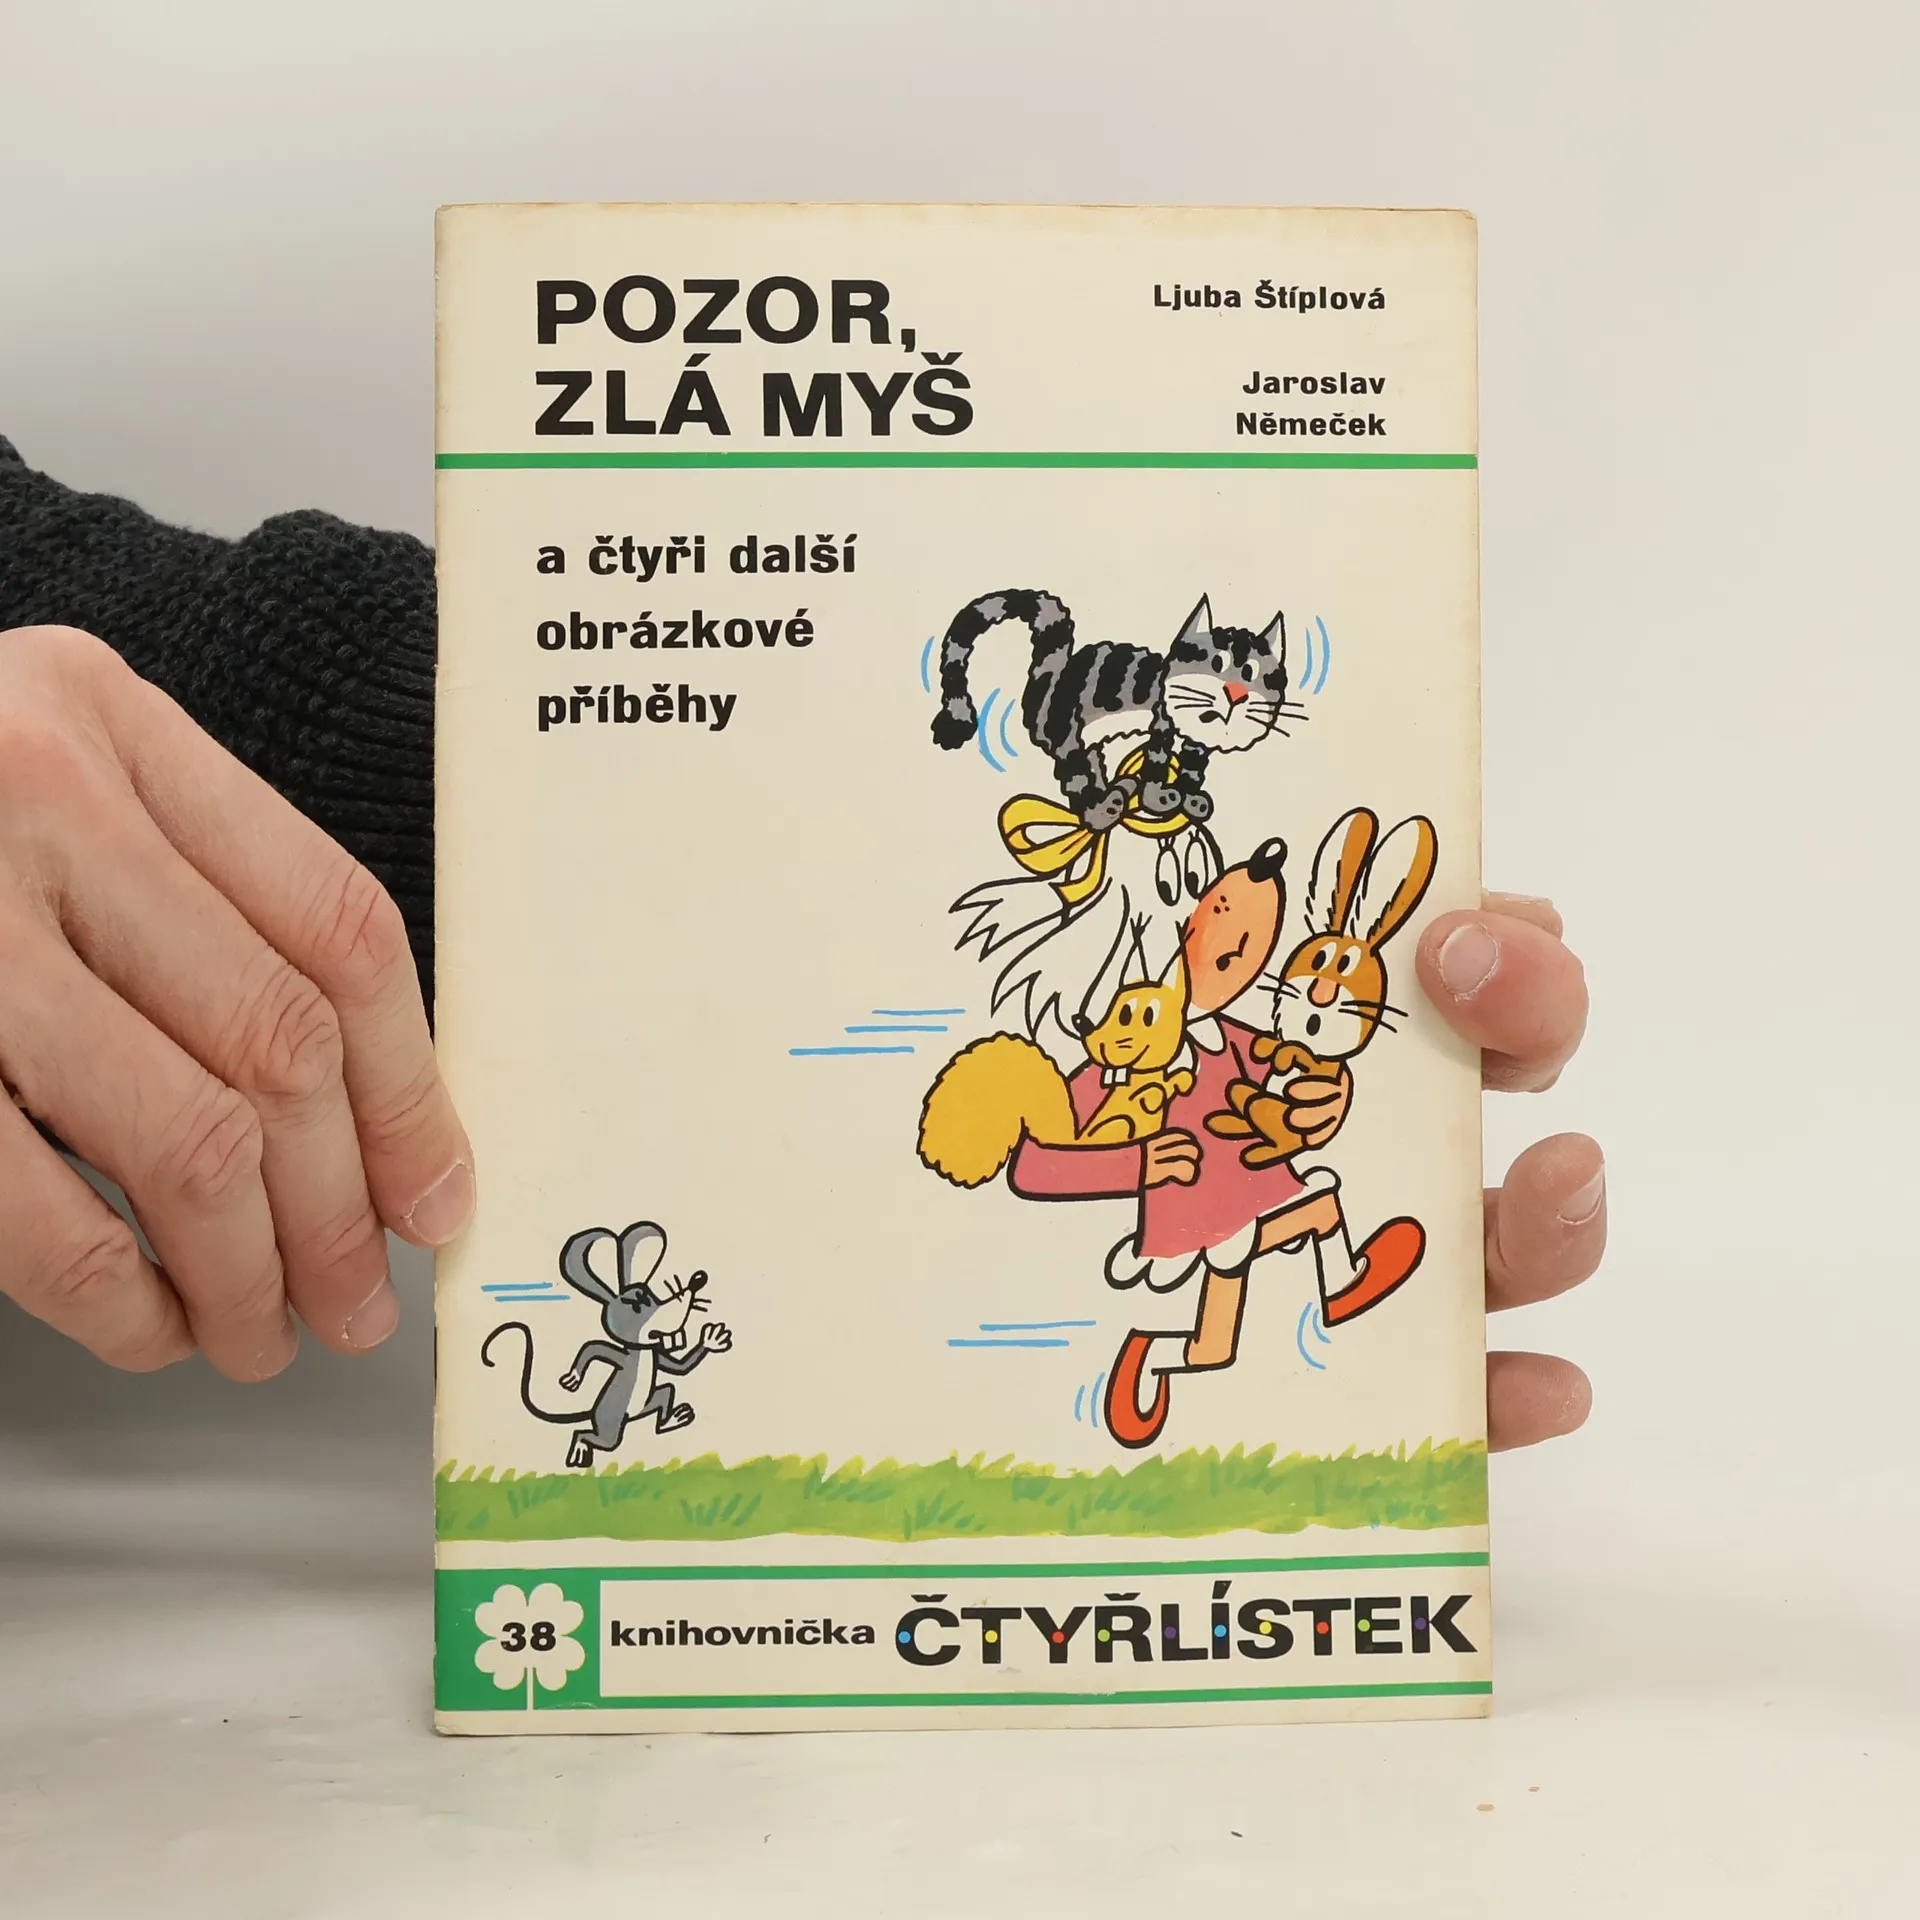 POZOR,
ZLÁ MYŠ
Ljuba Štíplová
Jaroslav
Němeček
a čtyři další
obrázkové
příběhy
38
knihovnička ČTYŘLÍSTEK